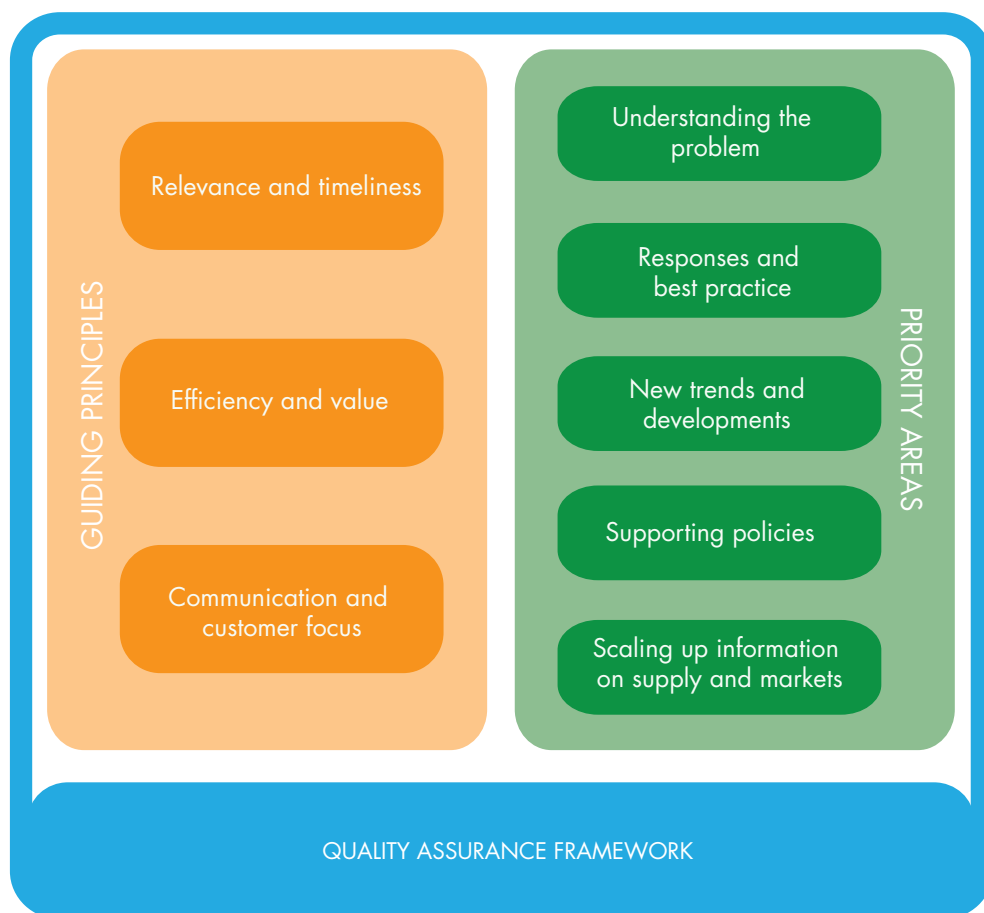 GUIDING PRINCIPLES
Relevance and timeliness
Efficiency and value
Communication and
customer focus
PRIORITY AREAS
Understanding the
problem
Responses and
best practice
New trends and
developments
Supporting policies
Scaling up information
on supply and markets
QUALITY ASSURANCE FRAMEWORK